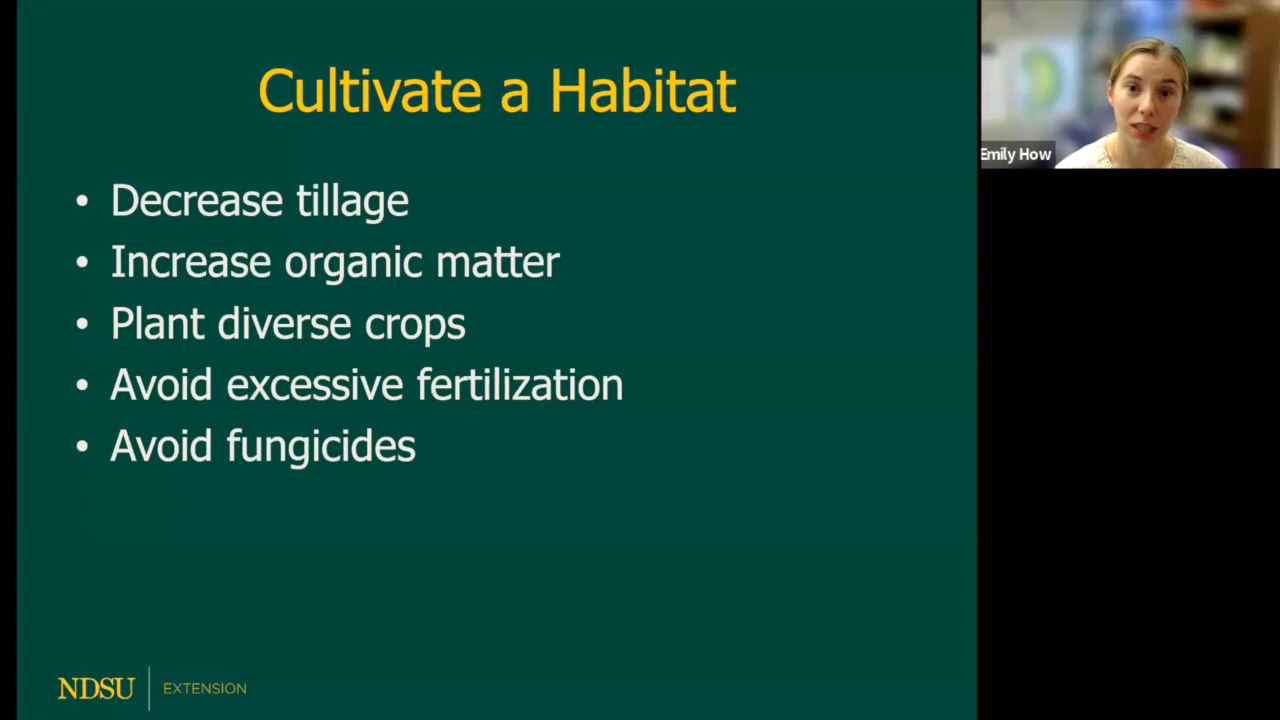 Cultivate a Habitat
• Decrease tillage
• Increase organic matter
• Plant diverse crops
• Avoid excessive fertilization
• Avoid fungicides
NDSU EXTENSION
Emily How